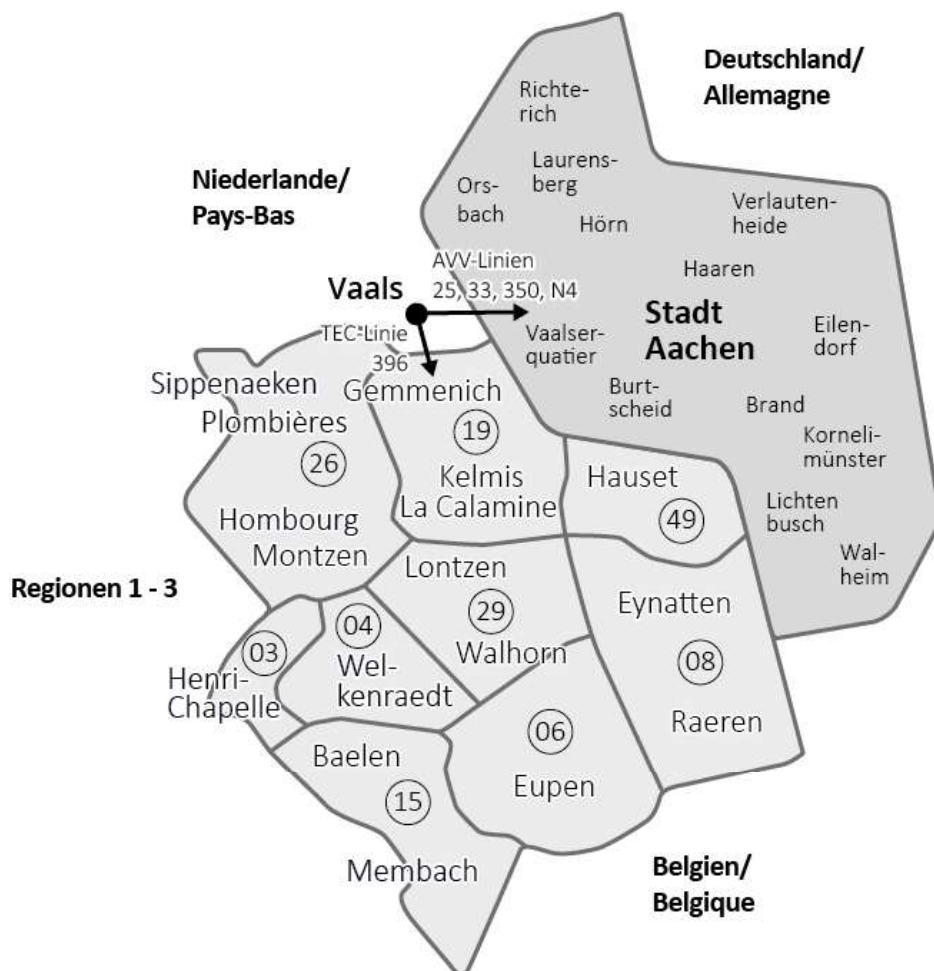 Deutschland/
Allemagne
Richte-
rich
Niederlande/
Pays-Bas
Laurens-
berg
Ors-
bach
Verlauten-
heide
Hörn
Haaren
AVV-Linien
25, 33, 350, N4
Vaals
Stadt
Aachen
TEC-Linie
396
Vaalser-
quatier
Eilen-
dorf
Burt-
scheid
Brand
Korneli-
münster
Lichten
busch
Wal-
heim
Sippenaeken
Plombières
26
Hombourg
Montzen
Gemmenich
19
Kelmis
La Calamine
Hauset
49
Regionen 1 - 3
Lontzen
29
Walhorn
Eynatten
08
Raeren
03
Henri-
Chapelle
04
Wel-
kenraedt
06
Eupen
Baelen
15
Membach
Belgien/
Belgique